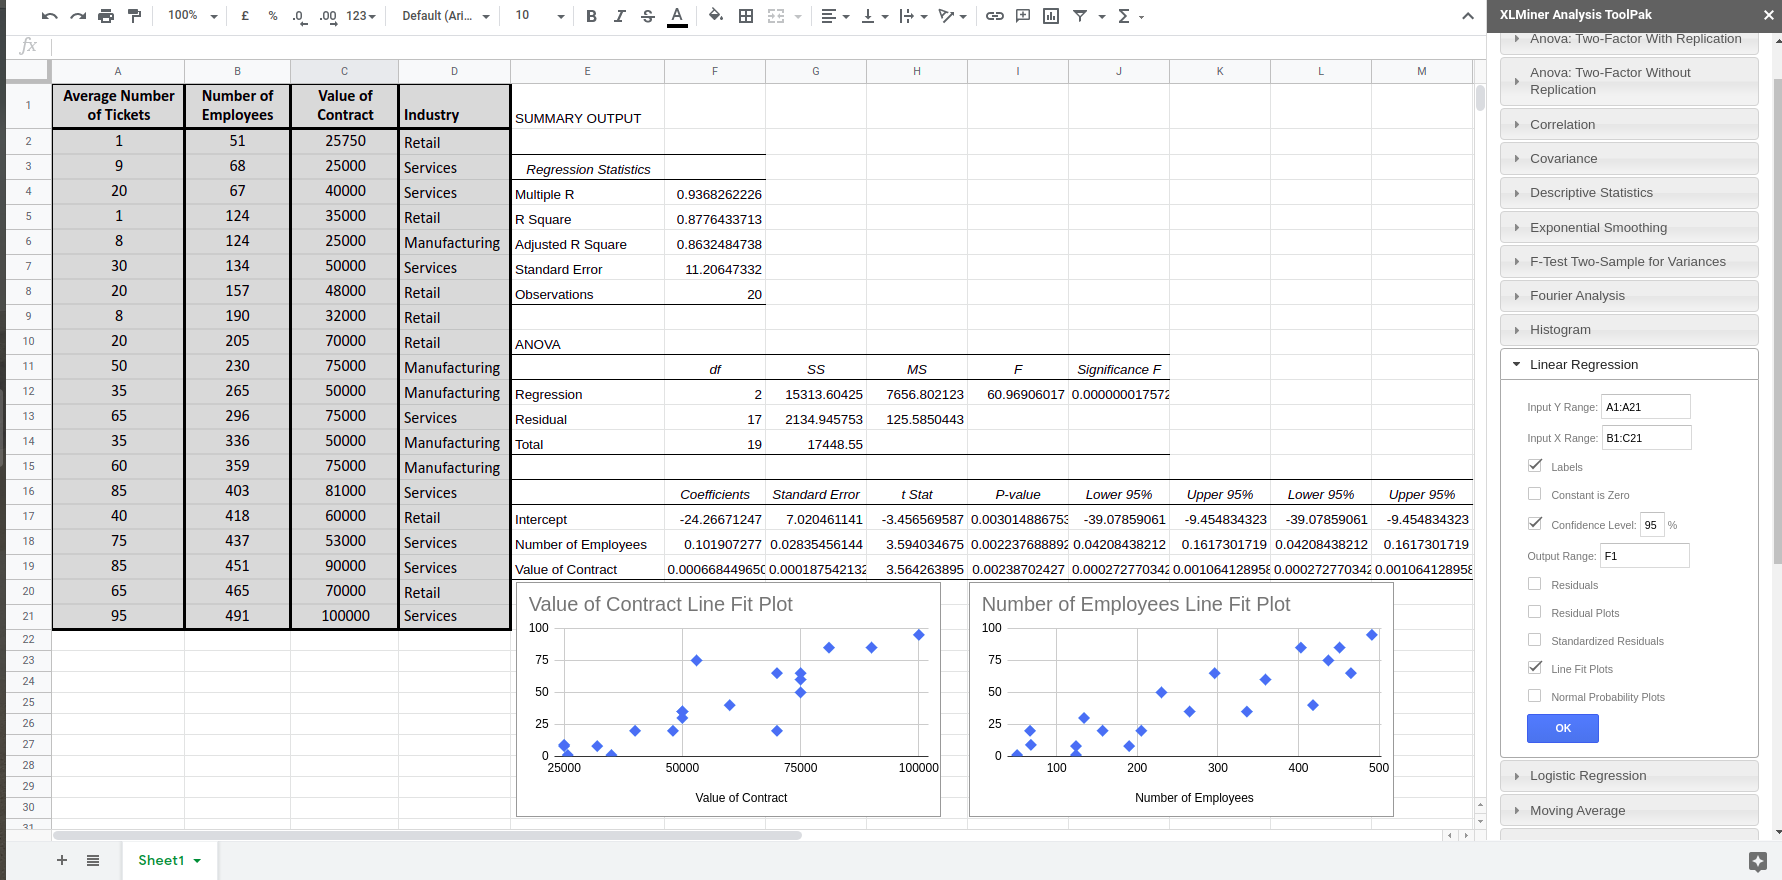 100%
£
%
.0
.00
123
Default (Ari...
10
B
I
S
A
Σ
XLMiner Analysis ToolPak
fx
A B C D E F G H I J K L M
1 Average Number of Tickets Number of Employees Value of Contract Industry SUMMARY OUTPUT
2 1 51 25750 Retail
3 9 68 25000 Services Regression Statistics
4 20 67 40000 Services Multiple R 0.9368262226
5 1 124 35000 Retail R Square 0.8776433713
6 8 124 25000 Manufacturing Adjusted R Square 0.8632484738
7 30 134 50000 Services Standard Error 11.20647332
8 20 157 48000 Retail Observations 20
9 8 190 32000 Retail
10 20 205 70000 Retail ANOVA
11 50 230 75000 Manufacturing df SS MS F Significance F
12 35 265 50000 Manufacturing Regression 2 15313.60425 7656.802123 60.96906017 0.000000017572
13 65 296 75000 Services Residual 17 2134.945753 125.5850443
14 35 336 50000 Manufacturing Total 19 17448.55
15 60 359 75000 Manufacturing
16 85 403 81000 Services Coefficients Standard Error t Stat P-value Lower 95% Upper 95% Lower 95% Upper 95%
17 40 418 60000 Retail Intercept -24.26671247 7.020461141 -3.456569587 0.003014886753 -39.07859061 -9.454834323 -39.07859061 -9.454834323
18 75 437 53000 Services Number of Employees 0.101907277 0.02835456144 3.594034675 0.002237688892 0.04208438212 0.1617301719 0.04208438212 0.1617301719
19 85 451 90000 Services Value of Contract 0.000668449650 0.000187542132 3.564263895 0.00238702427 0.000272770342 0.001064128958 0.000272770342 0.001064128958
20 65 465 70000 Retail
21 95 491 100000 Services
22
23
24
25
26
27
28
29
30
31
Value of Contract Line Fit Plot
100
75
50
25
0
25000 50000 75000 100000
Value of Contract
Number of Employees Line Fit Plot
100
75
50
25
0
100 200 300 400 500
Number of Employees
Anova: Two-Factor With Replication
Anova: Two-Factor Without
Replication
Correlation
Covariance
Descriptive Statistics
Exponential Smoothing
F-Test Two-Sample for Variances
Fourier Analysis
Histogram
Linear Regression
Input Y Range: A1:A21
Input X Range: B1:C21
Labels
Constant is Zero
Confidence Level: 95 %
Output Range: F1
Residuals
Residual Plots
Standardized Residuals
Line Fit Plots
Normal Probability Plots
OK
Logistic Regression
Moving Average
Sheet1